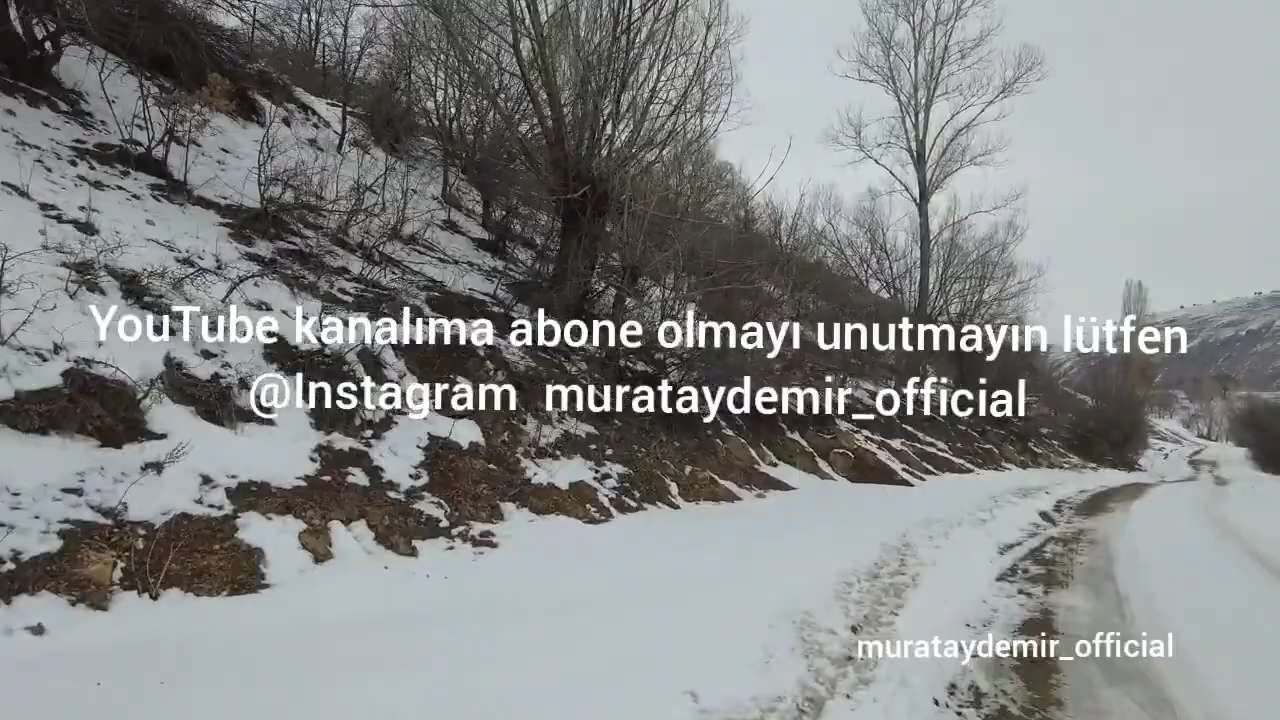 YouTube kanalıma abone olmayı unutmayın lütfen
@Instagram murataydemir_official
murataydemir_official